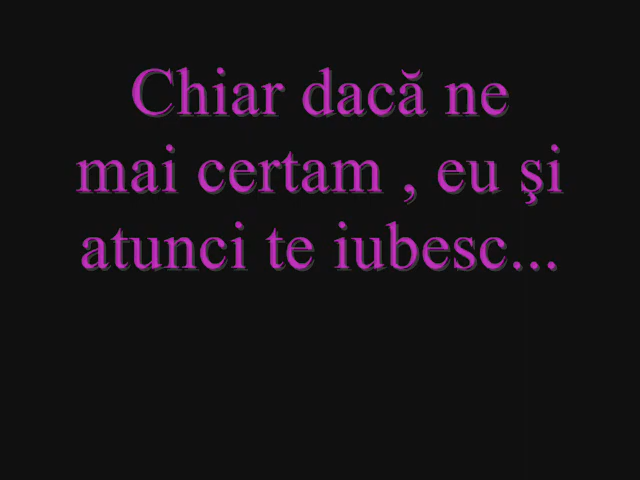 Chiar dacă ne
mai certam , eu şi
atunci te iubesc...